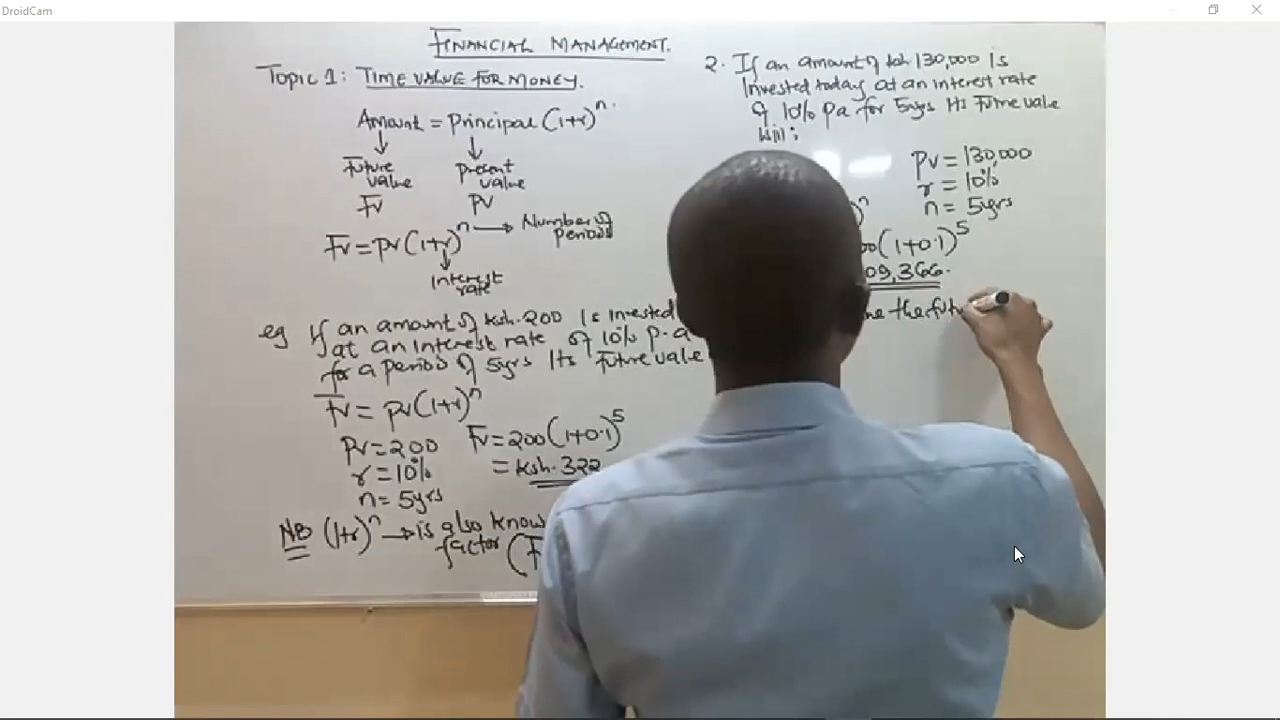 DroidCam
FINANCIAL MANAGEMENT.
Topic 1: TIME VALUE FOR MONEY.
Amount = Principal (1+r)^n.
Future value
Present value
FV
PV
FV = PV (1+r)^n → Number of periods
Interest rate
eg If an amount of Ksh. 200 is invested
at an interest rate of 10% p.a
for a period of 5yrs Its Future value
FV = PV (1+r)^n
PV = 200
r = 10%
n = 5yrs
FV = 200 (1+0.1)^5
= Ksh. 322
NB (1+r)^n → is also know
factor (F
2. If an amount of Ksh 130,000 is
Invested today at an interest rate
of 10% pa for 5yrs Its Future value
Will:
PV = 130,000
r = 10%
n = 5yrs
)^n
00 (1+0.1)^5
09,366.
the futu